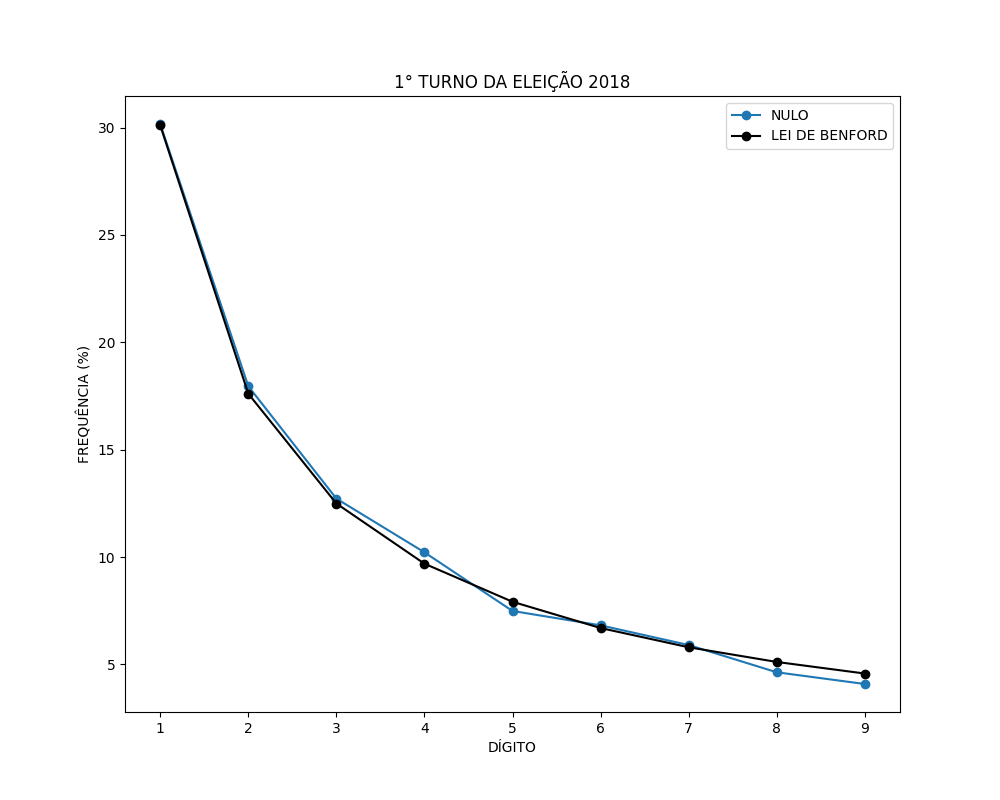 1° TURNO DA ELEIÇÃO 2018
NULO
LEI DE BENFORD
FREQUÊNCIA (%)
30
25
20
15
10
5
1 2 3 4 5 6 7 8 9
DÍGITO